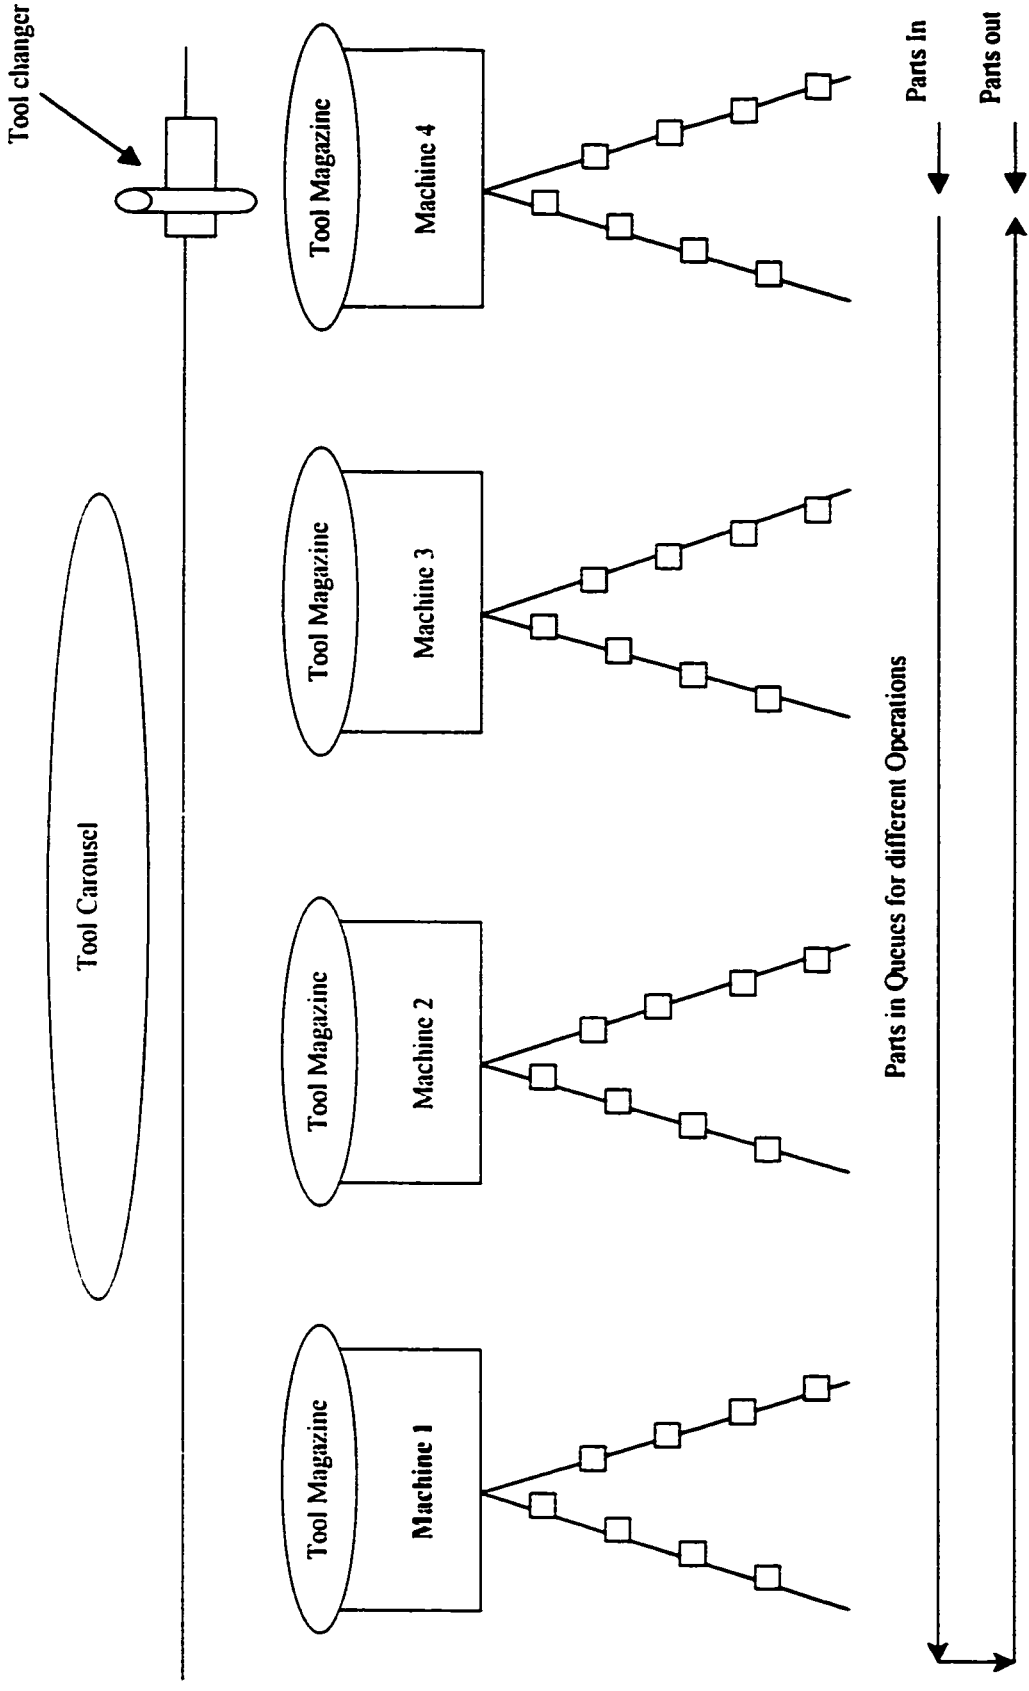 Tool changer
Tool Carousel
Tool Magazine
Tool Magazine
Tool Magazine
Tool Magazine
Machine 1
Machine 2
Machine 3
Machine 4
Parts in Queues for different Operations
Parts In
Parts out